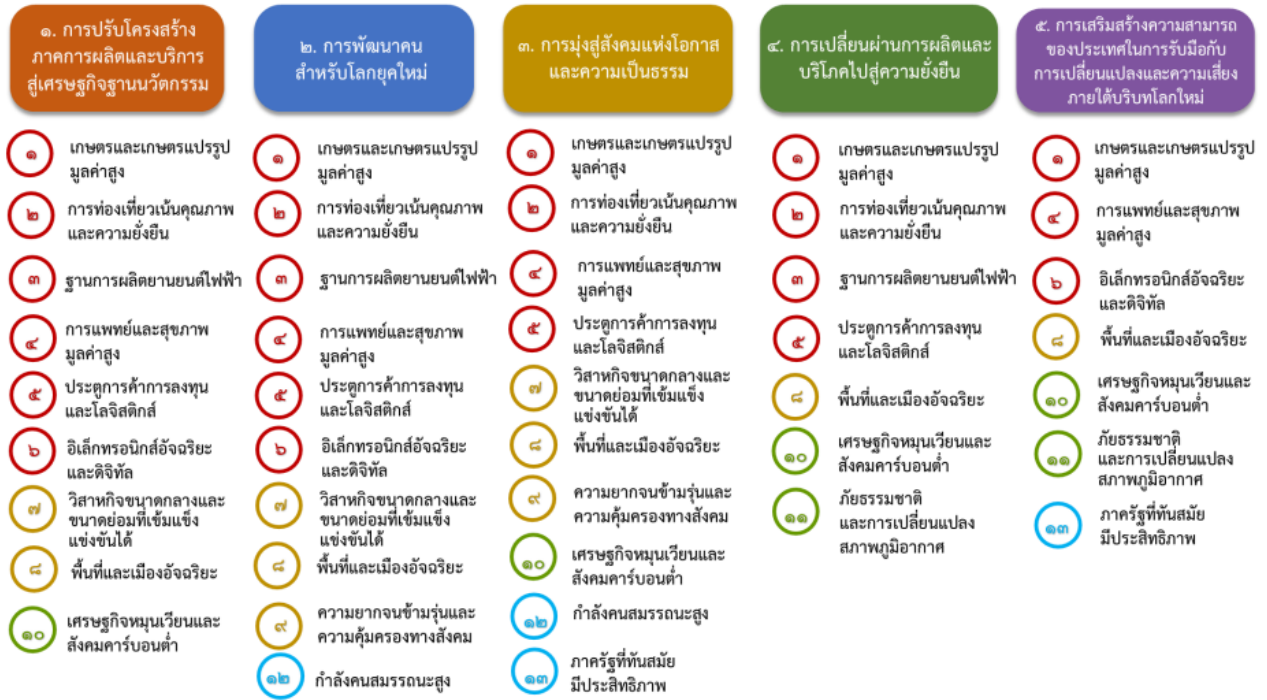 ๑. การปรับโครงสร้าง
ภาคการผลิตและบริการ
สู่เศรษฐกิจฐานนวัตกรรม
๑
เกษตรและเกษตรแปรรูป
มูลค่าสูง
๒
การท่องเที่ยวเน้นคุณภาพ
และความยั่งยืน
๓
ฐานการผลิตยานยนต์ไฟฟ้า
๔
การแพทย์และสุขภาพ
มูลค่าสูง
๕
ประตูการค้าการลงทุน
และโลจิสติกส์
๖
อิเล็กทรอนิกส์อัจฉริยะ
และดิจิทัล
๗
วิสาหกิจขนาดกลางและ
ขนาดย่อมที่เข้มแข็ง
แข่งขันได้
๘
พื้นที่และเมืองอัจฉริยะ
๑๐
เศรษฐกิจหมุนเวียนและ
สังคมคาร์บอนต่ำ
๒. การพัฒนาคน
สำหรับโลกยุคใหม่
๑
เกษตรและเกษตรแปรรูป
มูลค่าสูง
๒
การท่องเที่ยวเน้นคุณภาพ
และความยั่งยืน
๓
ฐานการผลิตยานยนต์ไฟฟ้า
๔
การแพทย์และสุขภาพ
มูลค่าสูง
๕
ประตูการค้าการลงทุน
และโลจิสติกส์
๖
อิเล็กทรอนิกส์อัจฉริยะ
และดิจิทัล
๗
วิสาหกิจขนาดกลางและ
ขนาดย่อมที่เข้มแข็ง
แข่งขันได้
๘
พื้นที่และเมืองอัจฉริยะ
๙
ความยากจนข้ามรุ่นและ
ความคุ้มครองทางสังคม
๑๒
กำลังคนสมรรถนะสูง
๓. การมุ่งสู่สังคมแห่งโอกาส
และความเป็นธรรม
๑
เกษตรและเกษตรแปรรูป
มูลค่าสูง
๒
การท่องเที่ยวเน้นคุณภาพ
และความยั่งยืน
๔
การแพทย์และสุขภาพ
มูลค่าสูง
๕
ประตูการค้าการลงทุน
และโลจิสติกส์
๗
วิสาหกิจขนาดกลางและ
ขนาดย่อมที่เข้มแข็ง
แข่งขันได้
๘
พื้นที่และเมืองอัจฉริยะ
๙
ความยากจนข้ามรุ่นและ
ความคุ้มครองทางสังคม
๑๐
เศรษฐกิจหมุนเวียนและ
สังคมคาร์บอนต่ำ
๑๒
กำลังคนสมรรถนะสูง
๑๓
ภาครัฐที่ทันสมัย
มีประสิทธิภาพ
๔. การเปลี่ยนผ่านการผลิตและ
บริโภคไปสู่ความยั่งยืน
๑
เกษตรและเกษตรแปรรูป
มูลค่าสูง
๒
การท่องเที่ยวเน้นคุณภาพ
และความยั่งยืน
๓
ฐานการผลิตยานยนต์ไฟฟ้า
๕
ประตูการค้าการลงทุน
และโลจิสติกส์
๘
พื้นที่และเมืองอัจฉริยะ
๑๐
เศรษฐกิจหมุนเวียนและ
สังคมคาร์บอนต่ำ
๑๑
ภัยธรรมชาติ
และการเปลี่ยนแปลง
สภาพภูมิอากาศ
๕. การเสริมสร้างความสามารถ
ของประเทศในการรับมือกับ
การเปลี่ยนแปลงและความเสี่ยง
ภายใต้บริบทโลกใหม่
๑
เกษตรและเกษตรแปรรูป
มูลค่าสูง
๔
การแพทย์และสุขภาพ
มูลค่าสูง
๖
อิเล็กทรอนิกส์อัจฉริยะ
และดิจิทัล
๘
พื้นที่และเมืองอัจฉริยะ
๑๐
เศรษฐกิจหมุนเวียนและ
สังคมคาร์บอนต่ำ
๑๑
ภัยธรรมชาติ
และการเปลี่ยนแปลง
สภาพภูมิอากาศ
๑๓
ภาครัฐที่ทันสมัย
มีประสิทธิภาพ